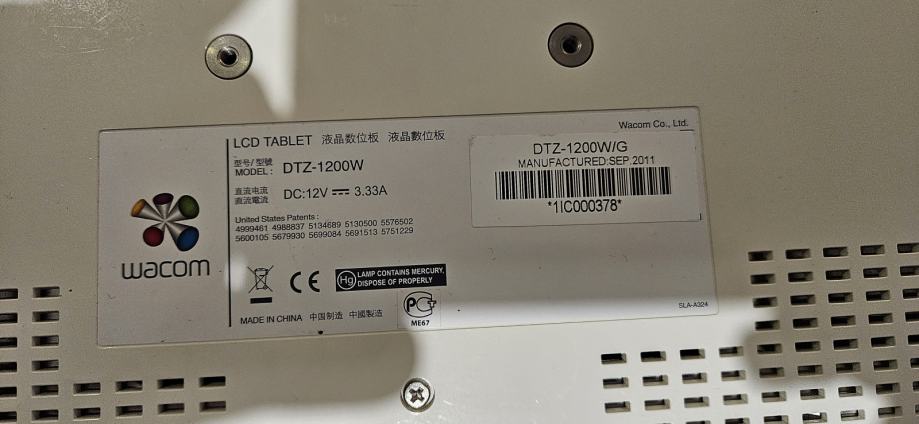 Wacom Co., Ltd.
LCD TABLET 液晶数位板 液晶數位板
型号/型號
MODEL: DTZ-1200W
直流电流
直流電流
DC:12V 3.33A
United States Patents:
4999461 4988837 5134689 5130500 5576502
5600105 5679930 5699084 5691513 5751229
DTZ-1200W/G
MANUFACTURED:SEP.2011
*1IC000378*
wacom
CE
Hg LAMP CONTAINS MERCURY,
DISPOSE OF PROPERLY
MADE IN CHINA 中国制造 中國製造
ME67
SLA-A324